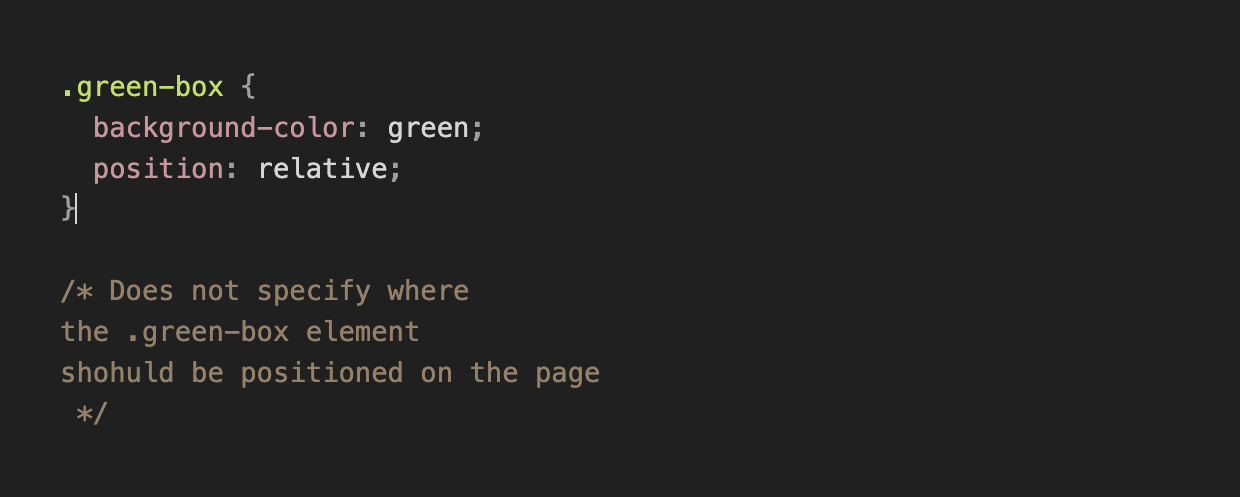 .green-box {
  background-color: green;
  position: relative;
}

/* Does not specify where
the .green-box element
shohuld be positioned on the page
 */